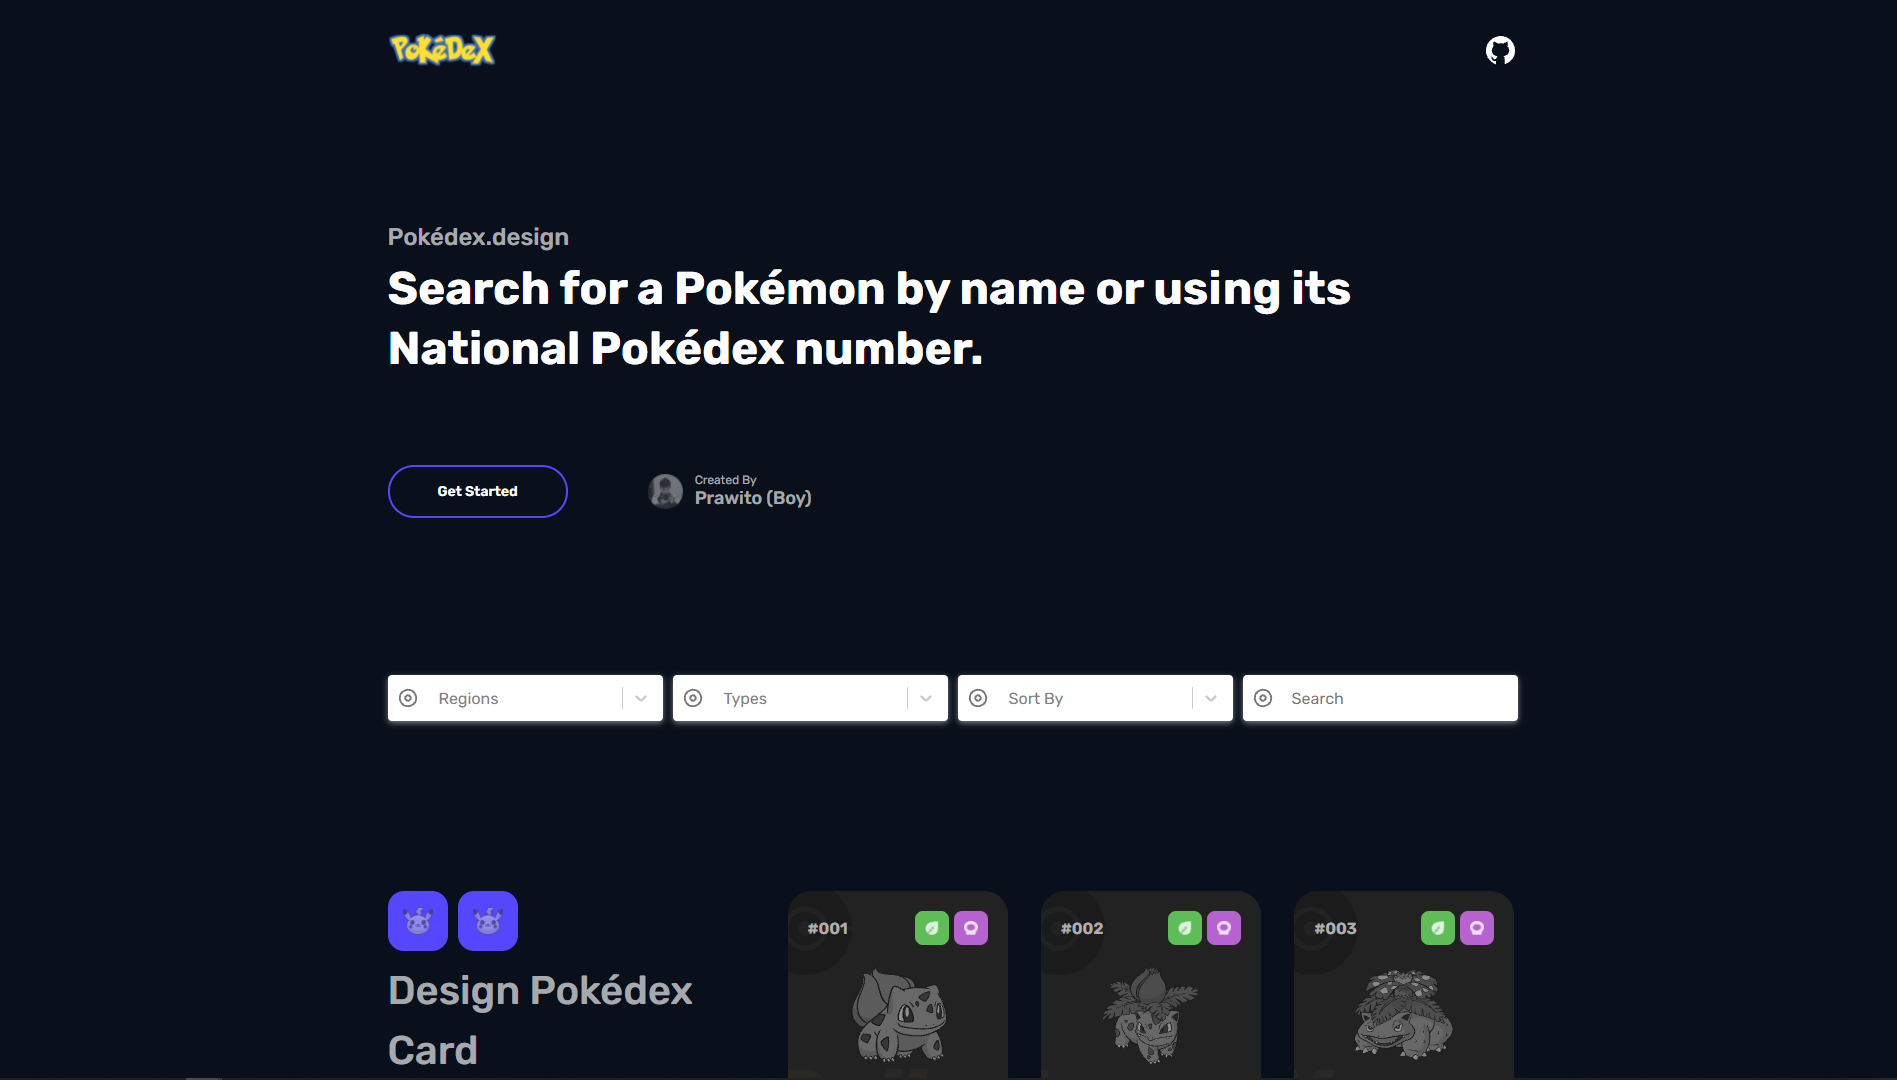 PoKéDeX
Pokédex.design
Search for a Pokémon by name or using its
National Pokédex number.
Get Started
Created By
Prawito (Boy)
Regions
Types
Sort By
Search
#001
#002
#003
Design Pokédex
Card